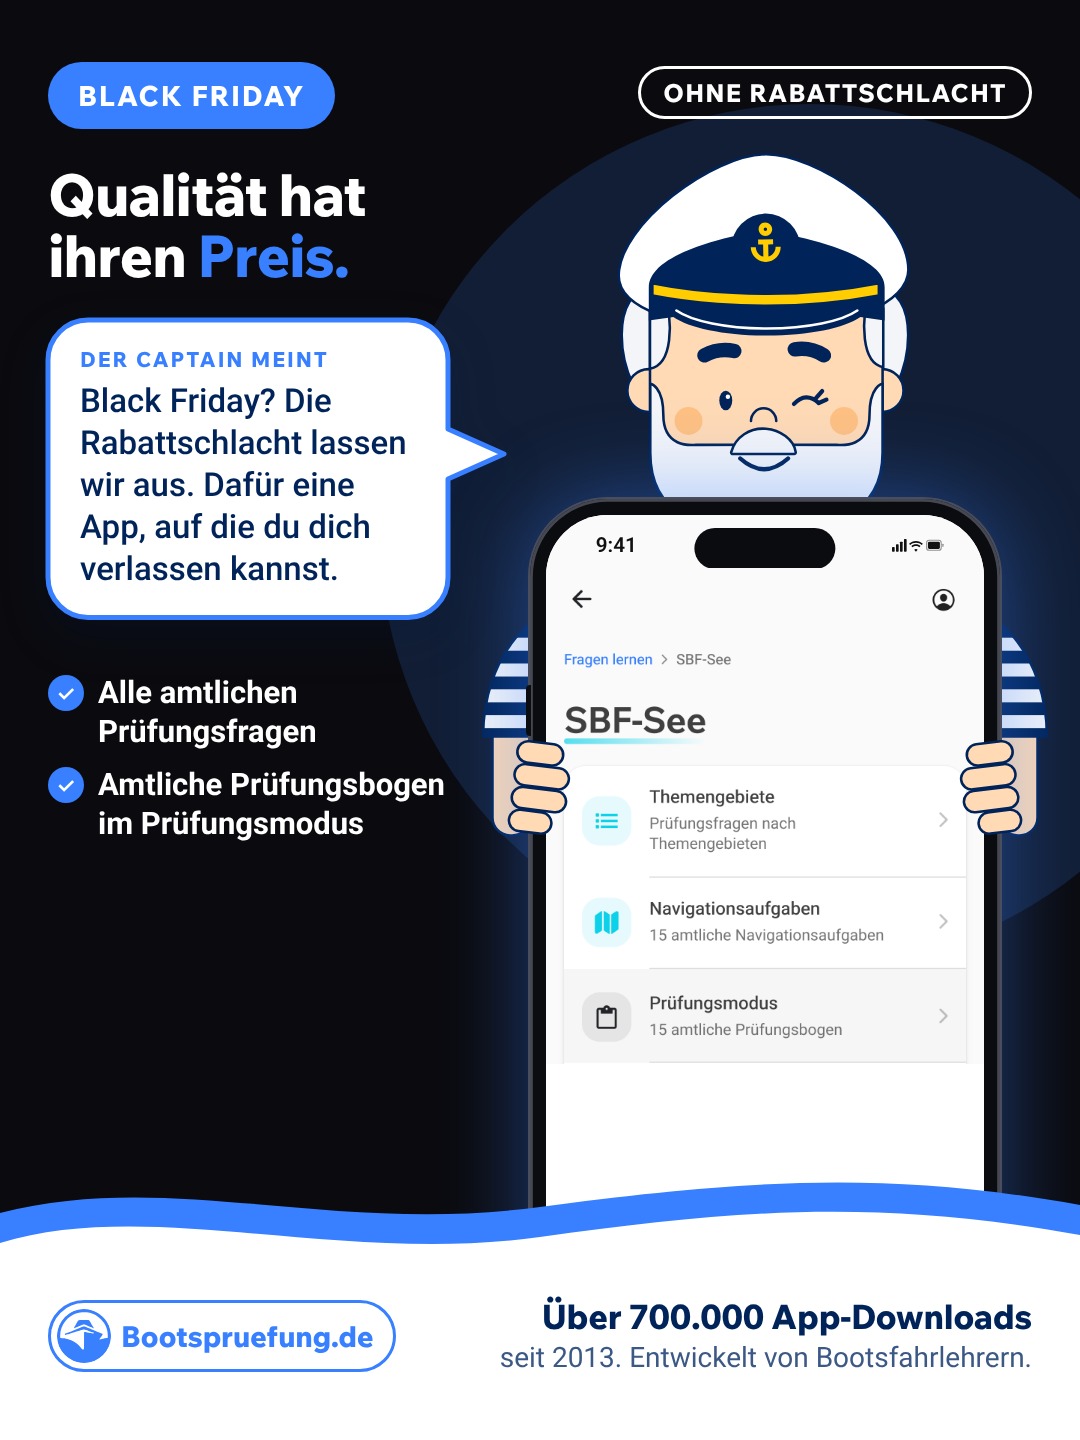 BLACK FRIDAY
OHNE RABATTSCHLACHT
Qualität hat
ihren Preis.
DER CAPTAIN MEINT
Black Friday? Die
Rabattschlacht lassen
wir aus. Dafür eine
App, auf die du dich
verlassen kannst.
Alle amtlichen
Prüfungsfragen
Amtliche Prüfungsbogen
im Prüfungsmodus
9:41
Fragen lernen > SBF-See
SBF-See
Themengebiete
Prüfungsfragen nach
Themengebieten
Navigationsaufgaben
15 amtliche Navigationsaufgaben
Prüfungsmodus
15 amtliche Prüfungsbogen
Bootspruefung.de
Über 700.000 App-Downloads
seit 2013. Entwickelt von Bootsfahrlehrern.